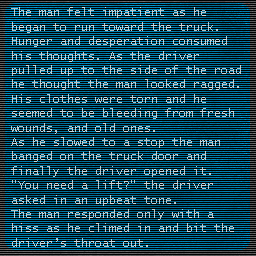 The man felt impatient as he
began to run toward the truck.
Hunger and desperation consumed
his thoughts. As the driver
pulled up to the side of the road
he thought the man looked ragged.
His clothes were torn and he
seemed to be bleeding from fresh
wounds, and old ones.
As he slowed to a stop the man
banged on the truck door and
finally the driver opened it.
"You need a lift?" the driver
asked in an upbeat tone.
The man responded only with a
hiss as he climed in and bit the
driver's throat out.